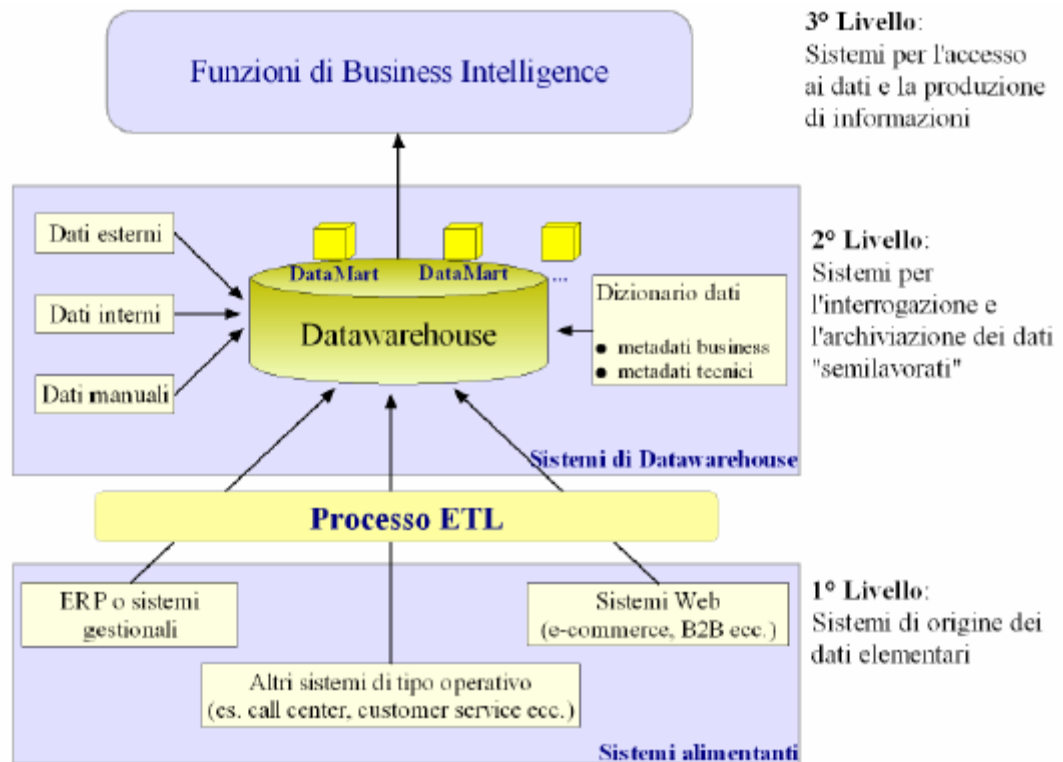 Funzioni di Business Intelligence
3° Livello:
Sistemi per l'accesso
ai dati e la produzione
di informazioni
Dati esterni
Dati interni
Dati manuali
DataMart
DataMart
...
Datawarehouse
Dizionario dati
● metadati business
● metadati tecnici
Sistemi di Datawarehouse
2° Livello:
Sistemi per
l'interrogazione e
l'archiviazione dei dati
"semilavorati"
Processo ETL
ERP o sistemi
gestionali
Sistemi Web
(e-commerce, B2B ecc.)
Altri sistemi di tipo operativo
(es. call center, customer service ecc.)
Sistemi alimentanti
1° Livello:
Sistemi di origine dei
dati elementari